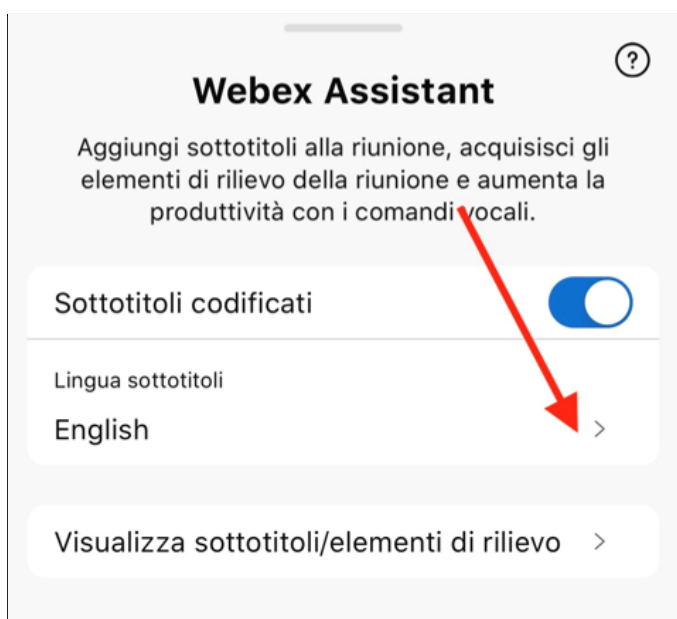 Webex Assistant
Aggiungi sottotitoli alla riunione, acquisisci gli
elementi di rilievo della riunione e aumenta la
produttività con i comandi vocali.
Sottotitoli codificati
Lingua sottotitoli
English
Visualizza sottotitoli/elementi di rilievo